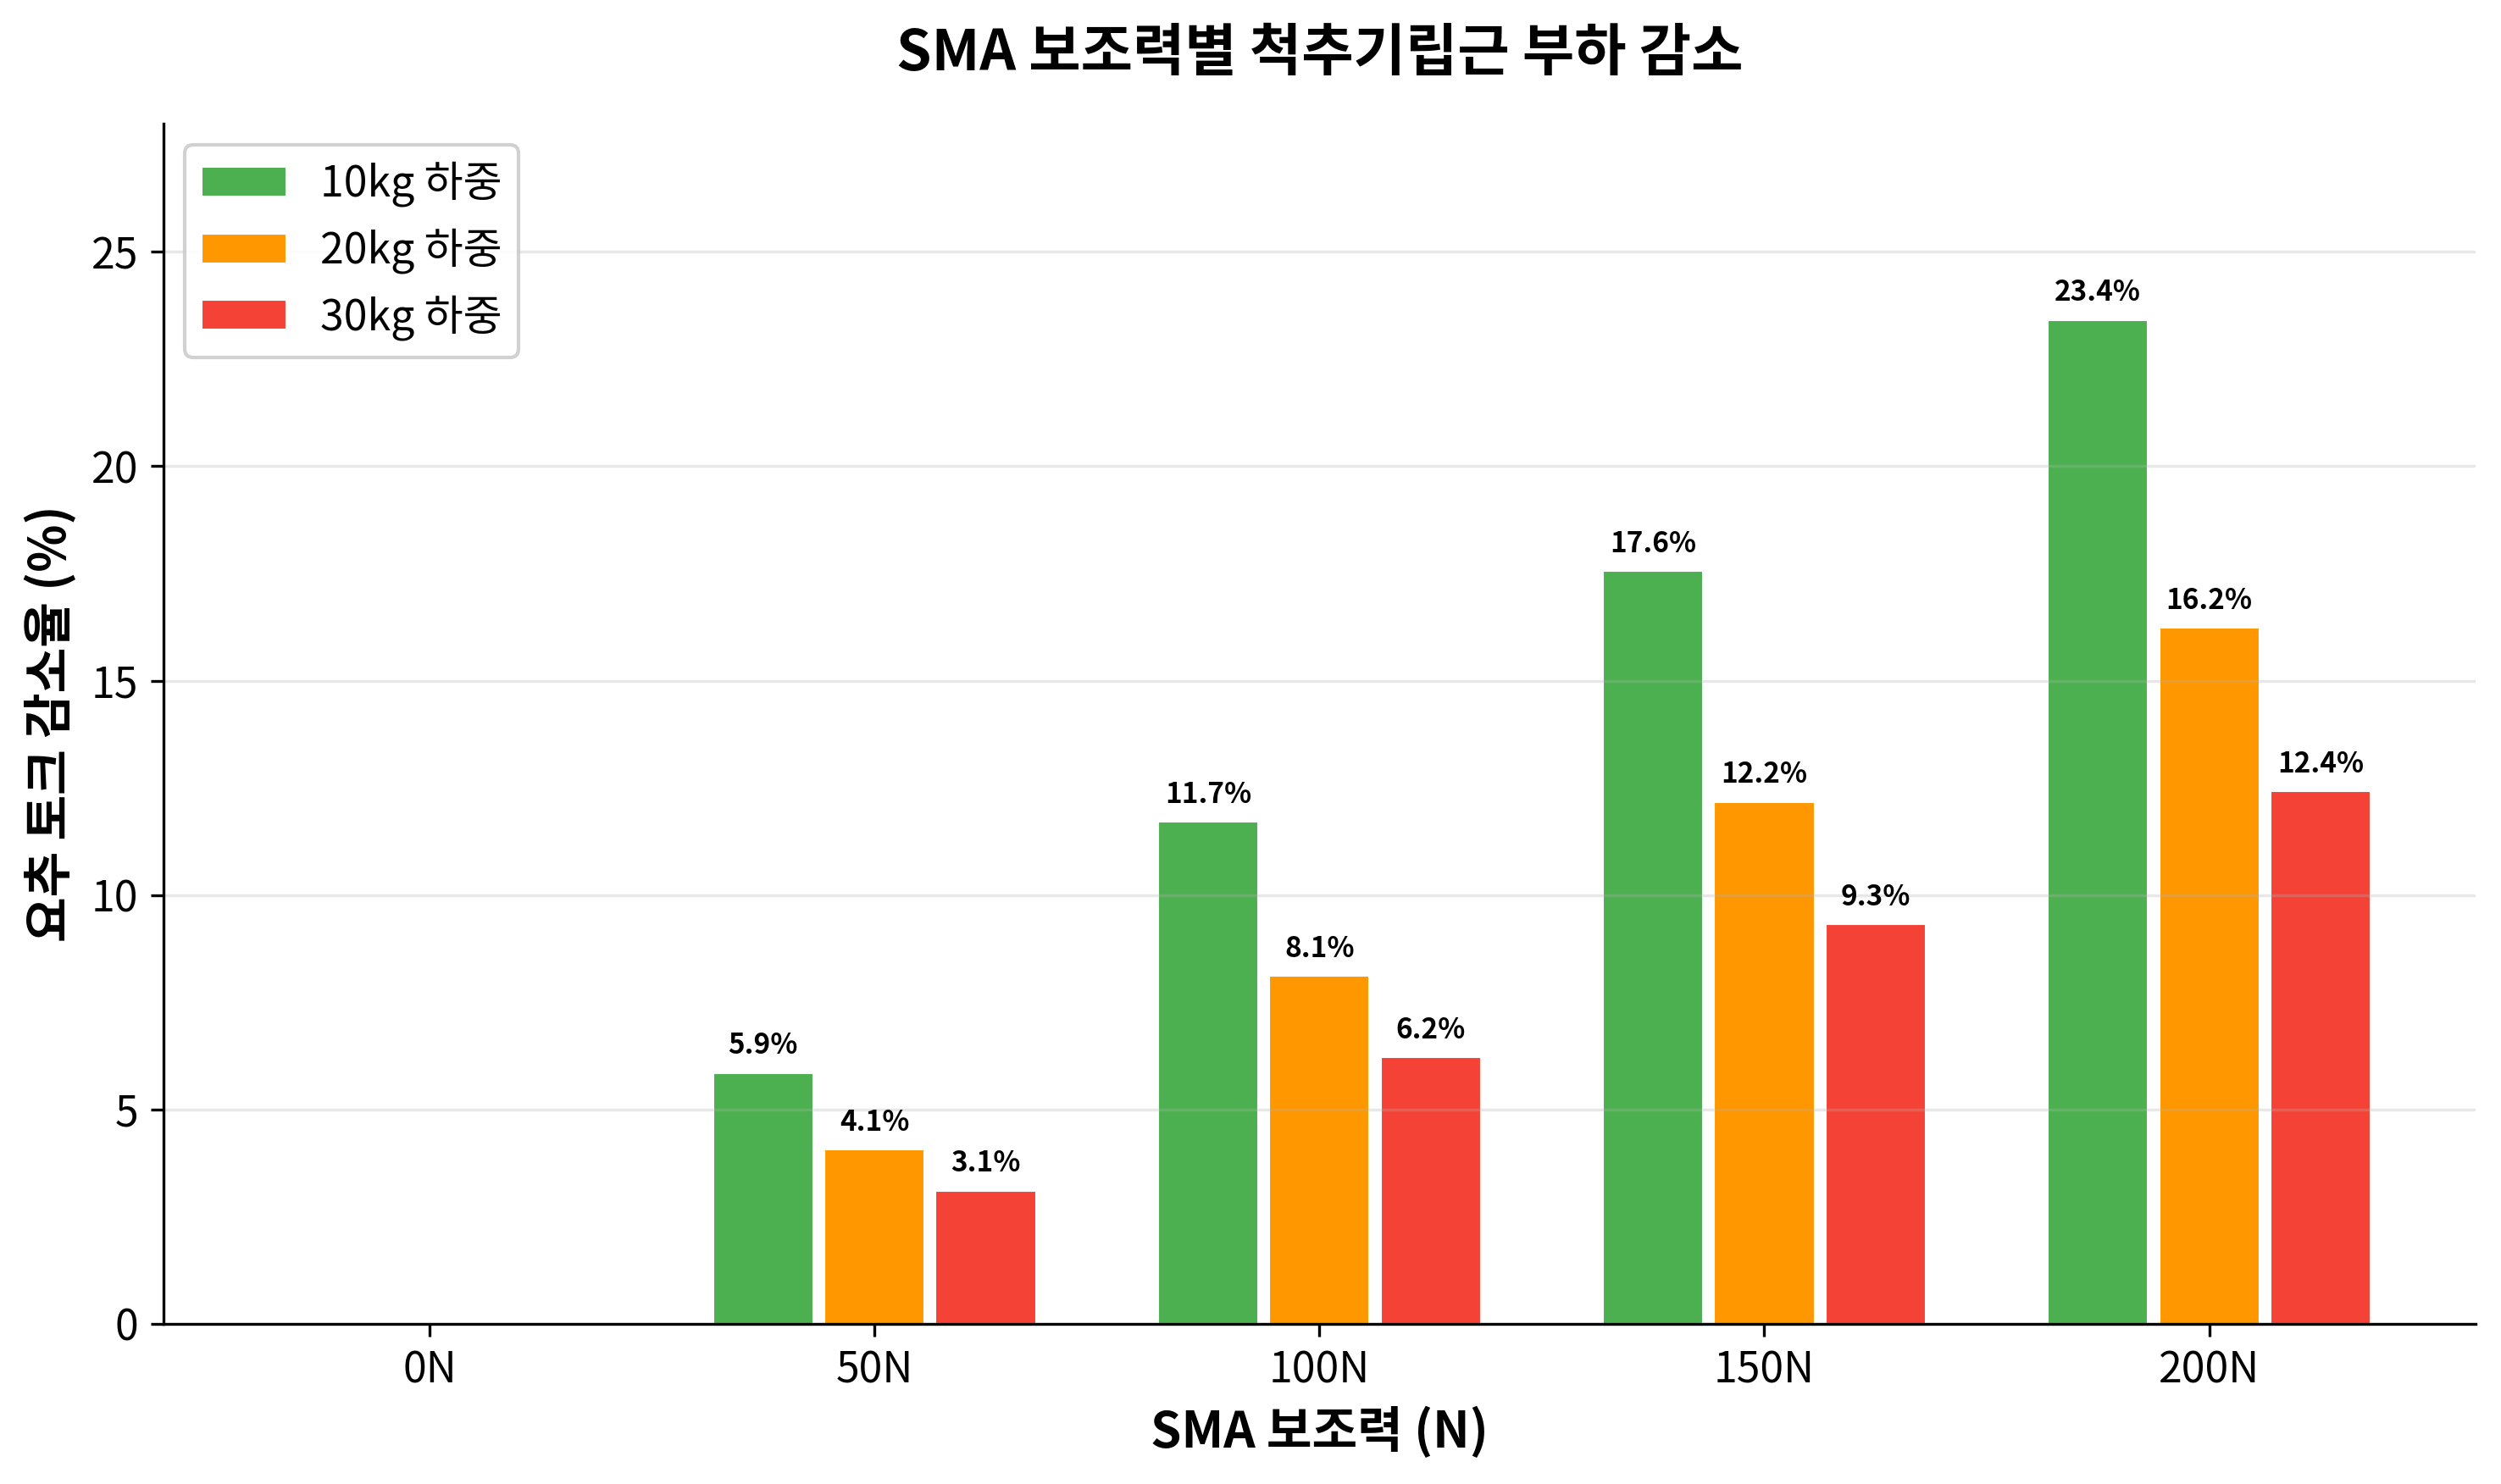 SMA 보조력별 척추기립근 부하 감소
10kg 하중
20kg 하중
30kg 하중
요추 토크 감소율 (%)
25
20
15
10
5
0
5.9%
4.1%
3.1%
11.7%
8.1%
6.2%
17.6%
12.2%
9.3%
23.4%
16.2%
12.4%
0N
50N
100N
150N
200N
SMA 보조력 (N)